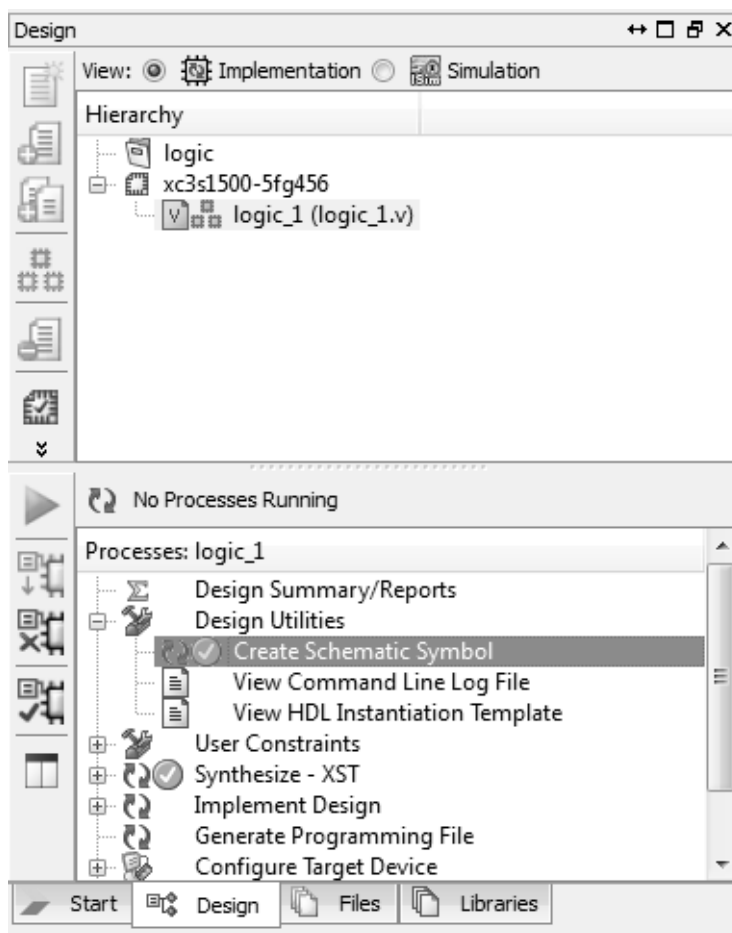 Design
View: Implementation Simulation
Hierarchy
logic
xc3s1500-5fg456
logic_1 (logic_1.v)
No Processes Running
Processes: logic_1
Design Summary/Reports
Design Utilities
Create Schematic Symbol
View Command Line Log File
View HDL Instantiation Template
User Constraints
Synthesize - XST
Implement Design
Generate Programming File
Configure Target Device
Start Design Files Libraries